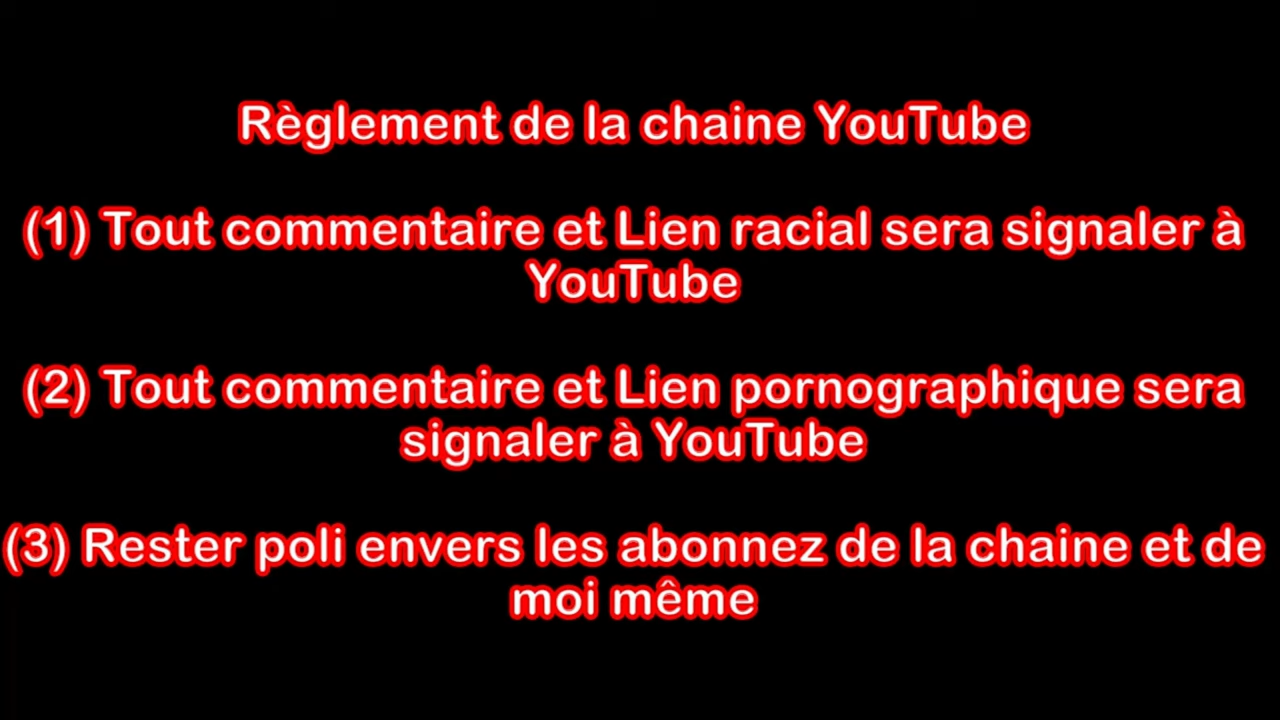 Règlement de la chaine YouTube
(1) Tout commentaire et Lien racial sera signaler à
YouTube
(2) Tout commentaire et Lien pornographique sera
signaler à YouTube
(3) Rester poli envers les abonnez de la chaine et de
moi même